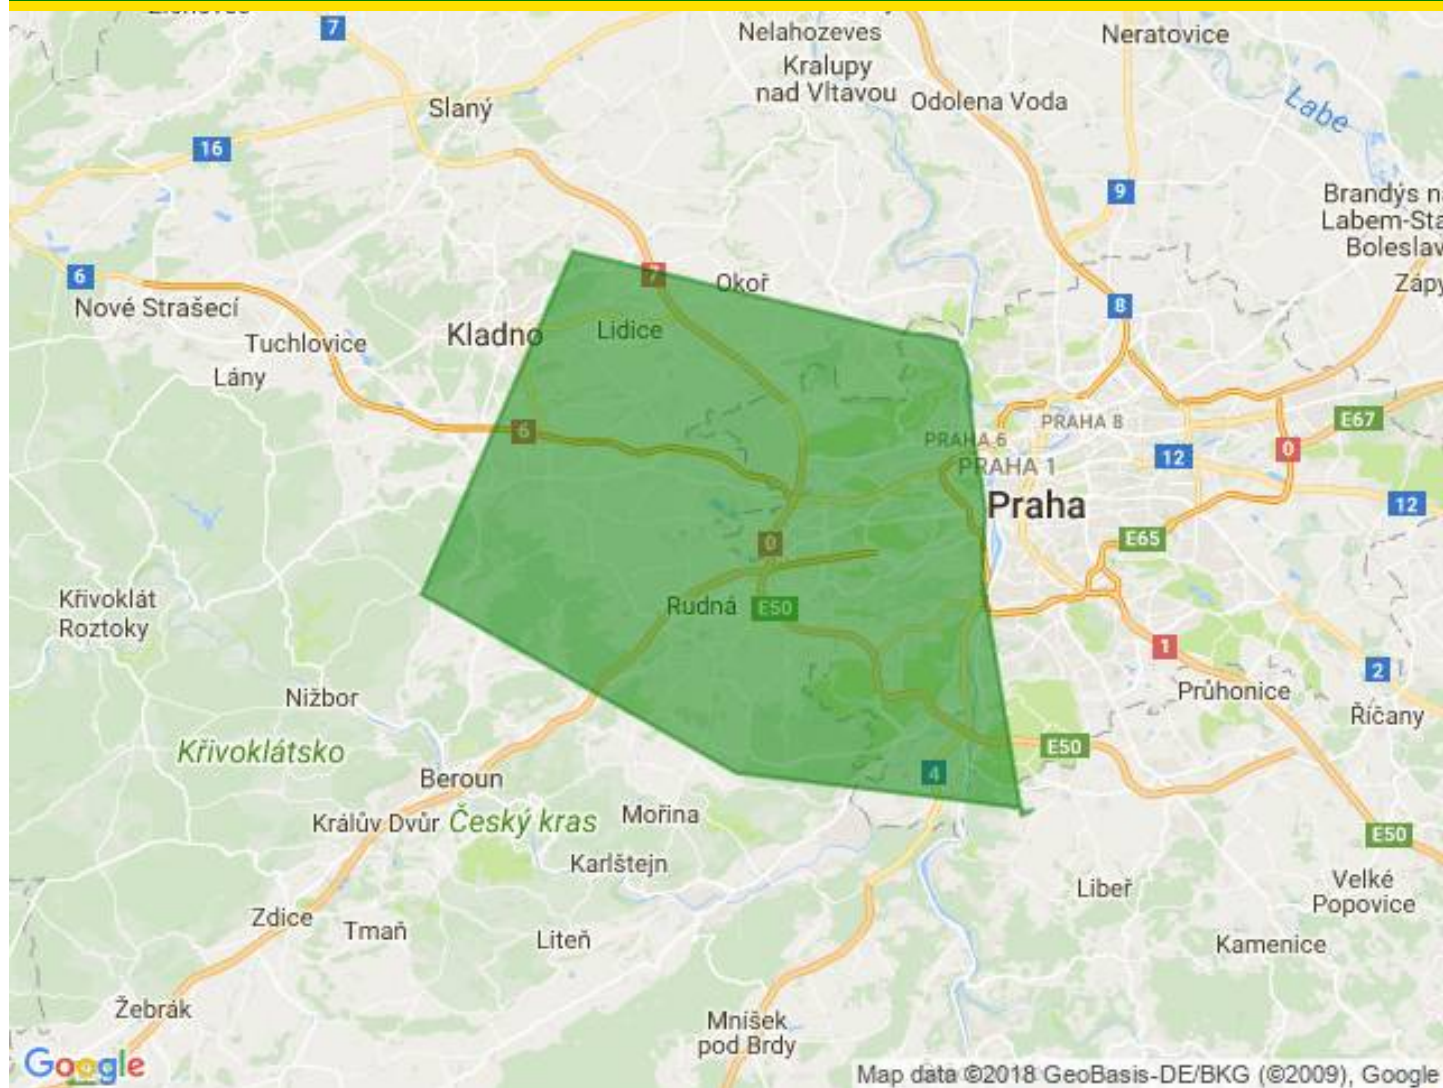 7
Nelahozeves
Neratovice
Kralupy
nad Vltavou
Odolena Voda
Slaný
Labe
16
9
Brandýs n
Labem-Sta
Boleslav
6
7
Okoř
Zápy
Nové Strašecí
8
Tuchlovice
Kladno
Lidice
Lány
PRAHA 8
E67
6
PRAHA 6
0
12
PRAHA 1
Praha
12
0
E65
Křivoklát
Roztoky
Rudná
E50
1
2
Nižbor
Průhonice
Říčany
Křivoklátsko
E50
Beroun
4
Králův Dvůr
Český kras
Mořina
E50
Karlštejn
Libeř
Velké
Popovice
Zdice
Tmaň
Liteň
Kamenice
Žebrák
Mníšek
pod Brdy
Google
Map data ©2018 GeoBasis-DE/BKG (©2009), Google